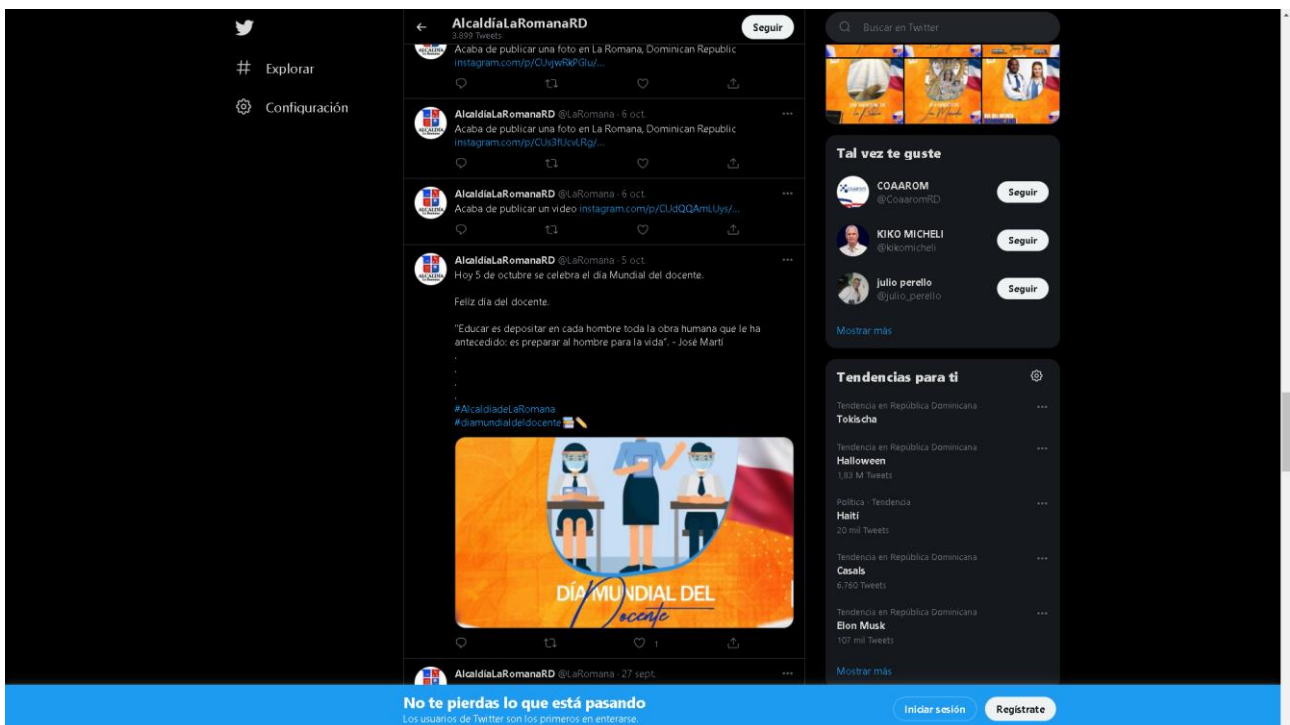 AlcaldíaLaRomanaRD
3.899 Tweets
Seguir
Buscar en Twitter
Explorar
Configuración
Acaba de publicar una foto en La Romana, Dominican Republic
instagram.com/p/CUvjwRkPGlu/...
AlcaldíaLaRomanaRD @LaRomana · 6 oct.
Acaba de publicar una foto en La Romana, Dominican Republic
instagram.com/p/CUs3fUcvLRg/...
AlcaldíaLaRomanaRD @LaRomana · 6 oct.
Acaba de publicar un video instagram.com/p/CUdQQAmLUys/...
AlcaldíaLaRomanaRD @LaRomana · 5 oct.
Hoy 5 de octubre se celebra el día Mundial del docente.
Feliz día del docente.
"Educar es depositar en cada hombre toda la obra humana que le ha
antecedido: es preparar al hombre para la vida". - José Martí
.
.
.
.
#AlcaldiadeLaRomana
#diamundialdeldocente
DÍA MUNDIAL DEL
Docente
1
AlcaldíaLaRomanaRD @LaRomana · 27 sept.
Tal vez te guste
COAAROM
@CoaaromRD
Seguir
KIKO MICHELI
@kikomicheli
Seguir
julio perello
@julio_perello
Seguir
Mostrar más
Tendencias para ti
Tendencia en República Dominicana
Tokischa
Tendencia en República Dominicana
Halloween
1,83 M Tweets
Política · Tendencia
Haití
20 mil Tweets
Tendencia en República Dominicana
Casals
6.760 Tweets
Tendencia en República Dominicana
Elon Musk
107 mil Tweets
Mostrar más
No te pierdas lo que está pasando
Los usuarios de Twitter son los primeros en enterarse.
Iniciar sesión
Regístrate